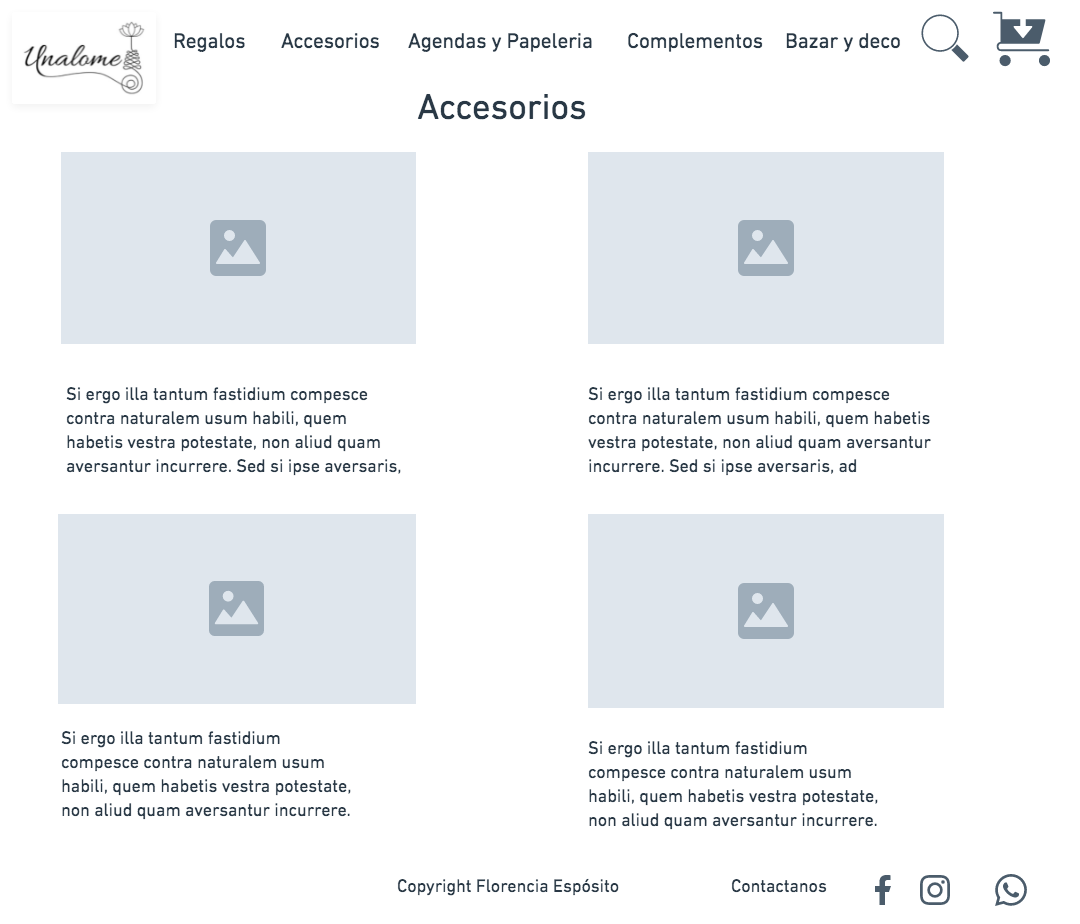 Unalome
Regalos Accesorios Agendas y Papeleria Complementos Bazar y deco
Accesorios
Si ergo illa tantum fastidium compesce
contra naturalem usum habili, quem
habetis vestra potestate, non aliud quam
aversantur incurrere. Sed si ipse aversaris,
Si ergo illa tantum fastidium compesce
contra naturalem usum habili, quem habetis
vestra potestate, non aliud quam aversantur
incurrere. Sed si ipse aversaris, ad
Si ergo illa tantum fastidium
compesce contra naturalem usum
habili, quem habetis vestra potestate,
non aliud quam aversantur incurrere.
Si ergo illa tantum fastidium
compesce contra naturalem usum
habili, quem habetis vestra potestate,
non aliud quam aversantur incurrere.
Copyright Florencia Espósito Contactanos